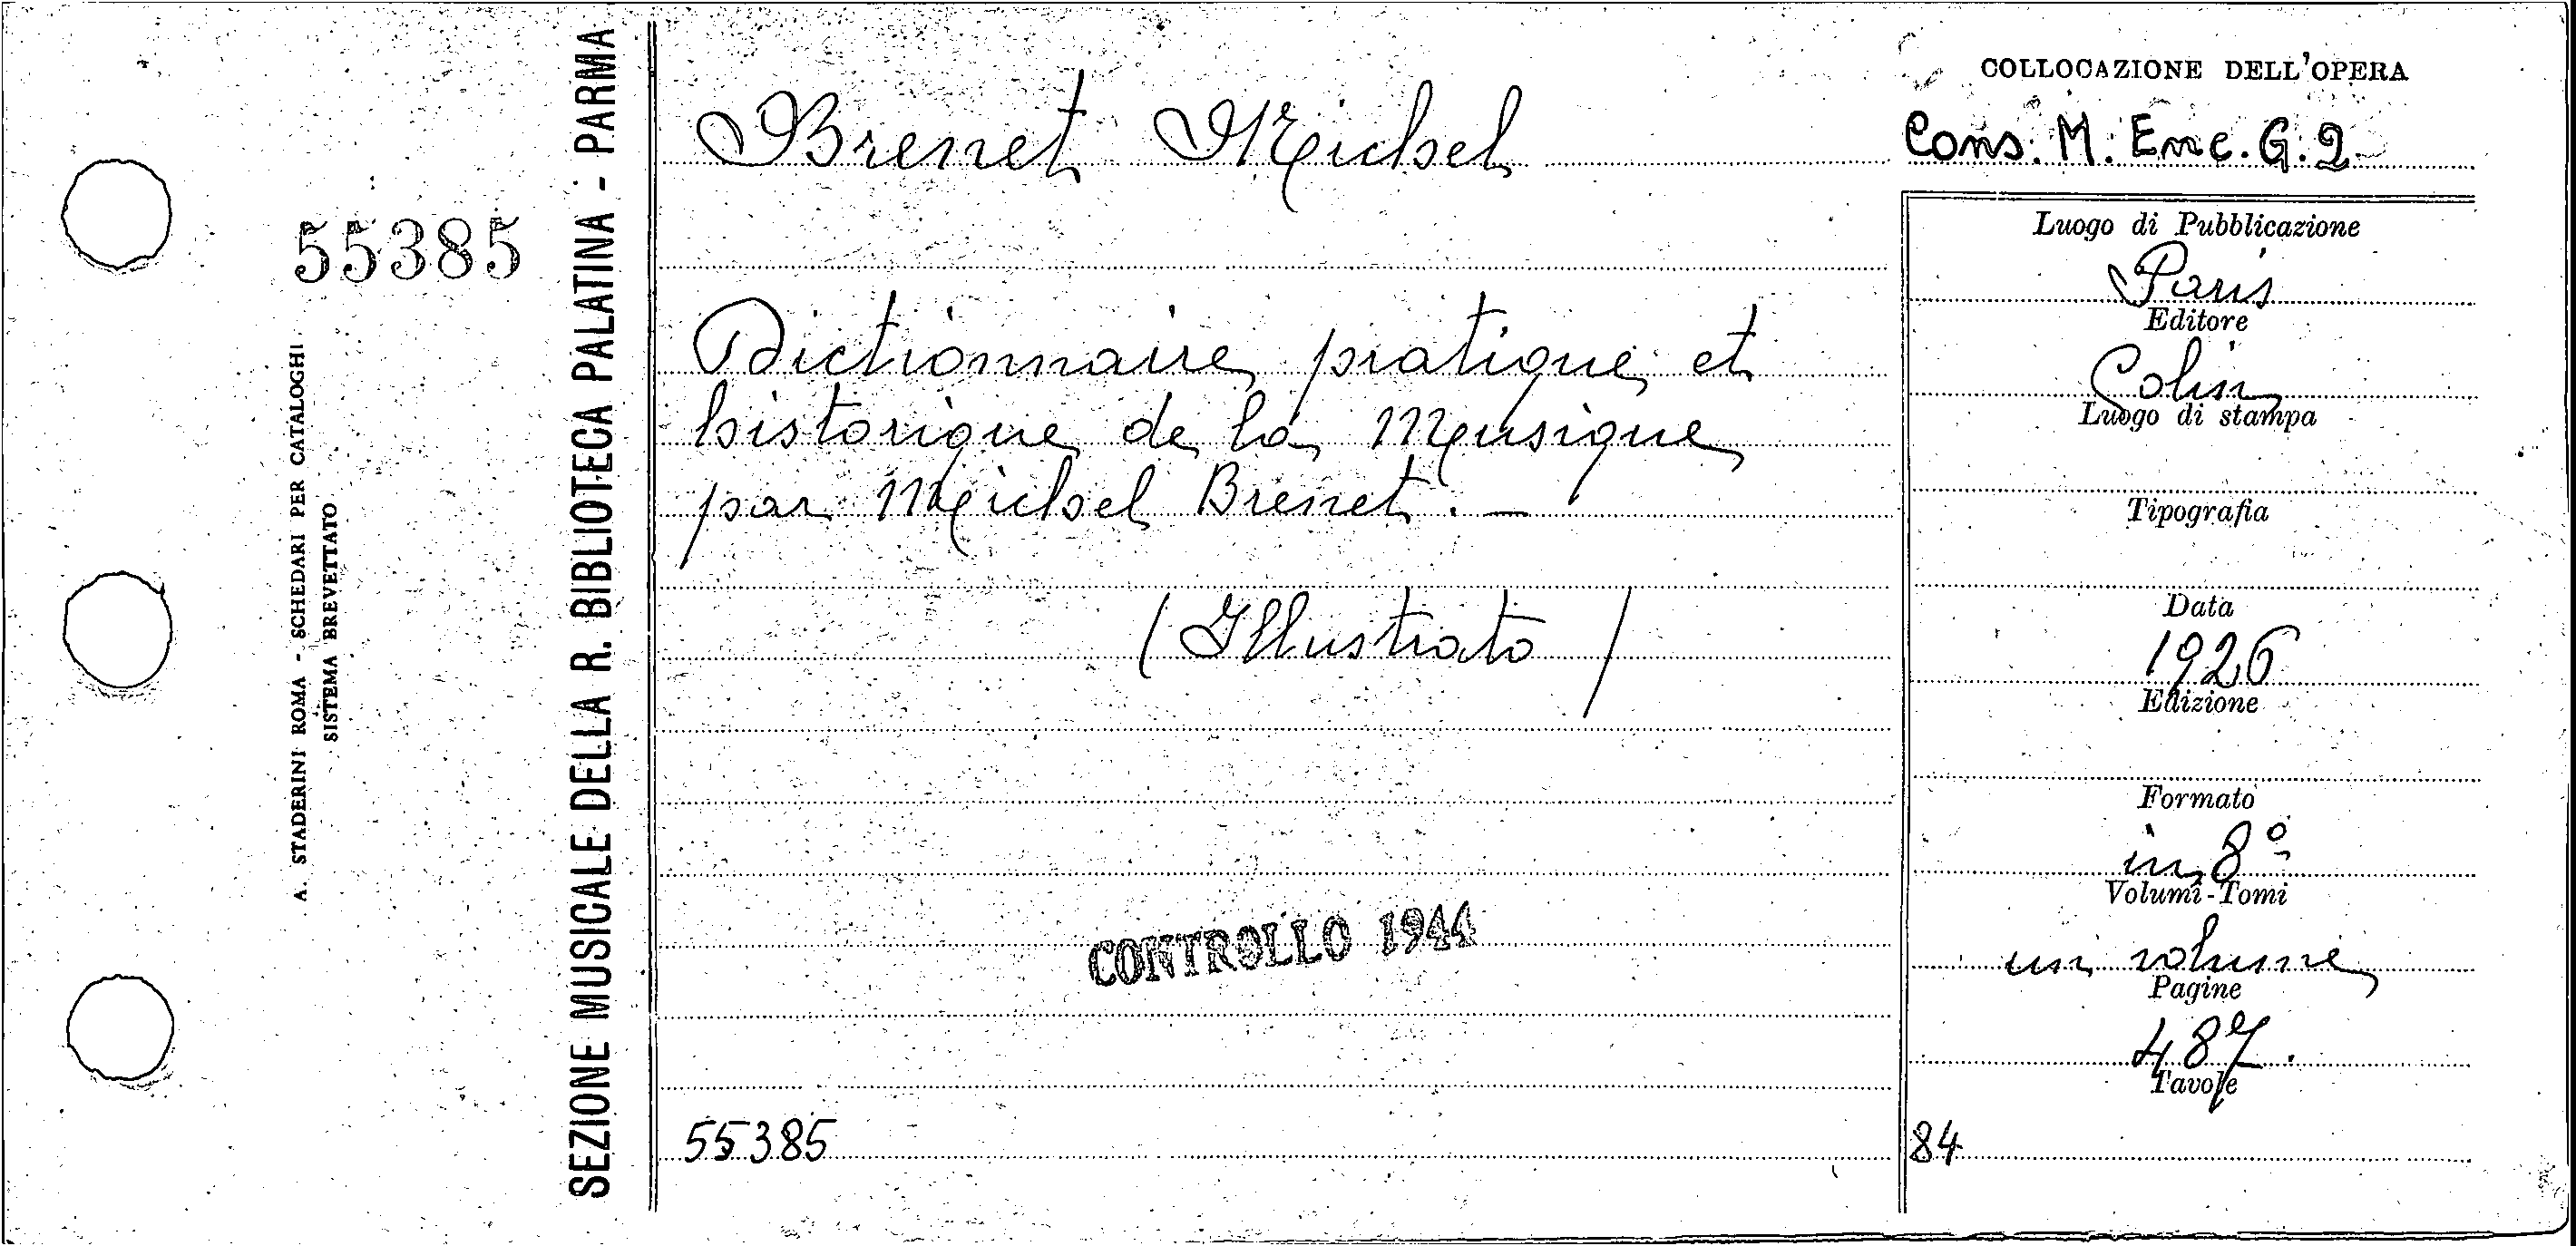 55385
A. STADERINI ROMA - SCHEDARI PER CATALOGHI
SISTEMA BREVETTATO
SEZIONE MUSICALE DELLA R. BIBLIOTECA PALATINA - PARMA
Brenet Michel
Dictionnaire pratique et
historique de la Musique
par Michel Brenet. -
(Illustrato)
CONTROLLO 1944
55385
COLLOCAZIONE DELL'OPERA
Cons. M. Enc. G. 2
Luogo di Pubblicazione
Paris
Editore
Colin
Luogo di stampa
Tipografia
Data
1926
Edizione
Formato
in 8º
Volumi - Tomi
un volume
Pagine
487.
Tavole
84